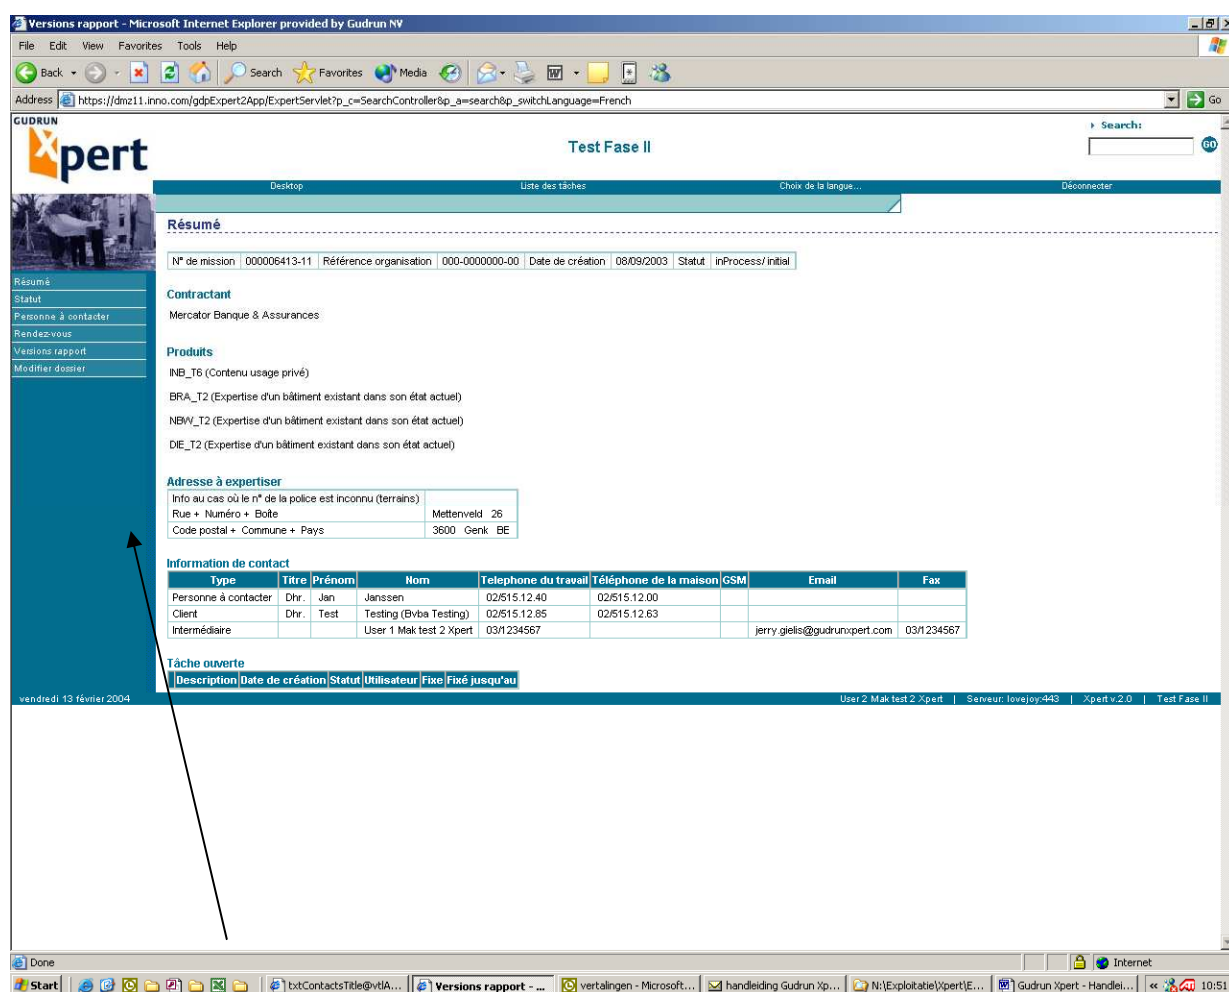 Versions rapport - Microsoft Internet Explorer provided by Gudrun NV
File Edit View Favorites Tools Help
Back Search Favorites Media
Address https://dmz11.inno.com/gdpExpert2App/ExpertServlet?p_c=SearchController&p_a=search&p_switchLanguage=French Go
GUDRUN
Xpert
Test Fase II
Search:
GO
Desktop Liste des tâches Choix de la langue... Déconnecter
Résumé
Statut
Personne à contacter
Rendez-vous
Versions rapport
Modifier dossier
Résumé
N° de mission 000006413-11 Référence organisation 000-0000000-00 Date de création 08/09/2003 Statut inProcess/ initial
Contractant
Mercator Banque & Assurances
Produits
INB_T6 (Contenu usage privé)
BRA_T2 (Expertise d'un bâtiment existant dans son état actuel)
NBW_T2 (Expertise d'un bâtiment existant dans son état actuel)
DIE_T2 (Expertise d'un bâtiment existant dans son état actuel)
Adresse à expertiser
Info au cas où le n° de la police est inconnu (terrains)
Rue + Numéro + Boîte Mettenveld 26
Code postal + Commune + Pays 3600 Genk BE
Information de contact
Type Titre Prénom Nom Telephone du travail Téléphone de la maison GSM Email Fax
Personne à contacter Dhr. Jan Janssen 02/515.12.40 02/515.12.00
Client Dhr. Test Testing (Bvba Testing) 02/515.12.85 02/515.12.63
Intermédiaire User 1 Mak test 2 Xpert 03/1234567 jerry.gielis@gudrunxpert.com 03/1234567
Tâche ouverte
Description Date de création Statut Utilisateur Fixe Fixé jusqu'au
vendredi 13 février 2004 User 2 Mak test 2 Xpert | Serveur: lovejoy:443 | Xpert v.2.0 | Test Fase II
Done Internet
Start txtContactsTitle@vtlA... Versions rapport - ... vertalingen - Microsoft... handleiding Gudrun Xp... N:\Exploitatie\Xpert\E... Gudrun Xpert - Handlei... « 10:51